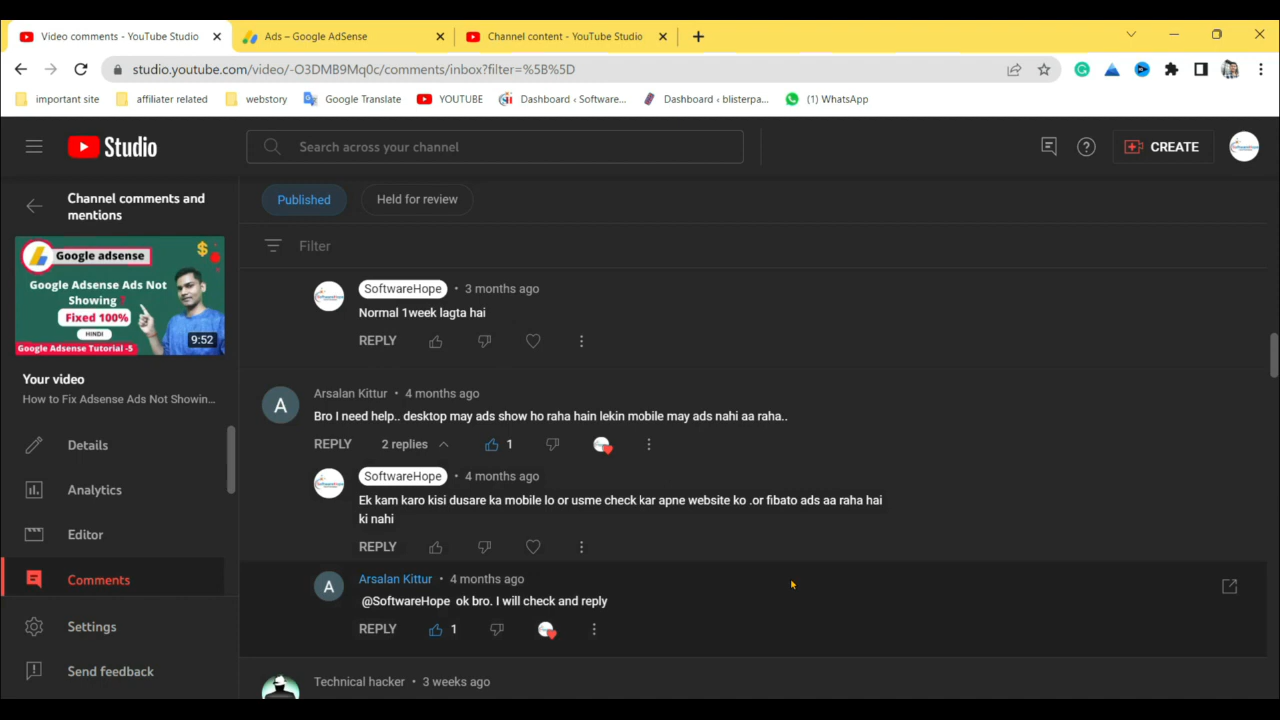 Video comments - YouTube Studio
Ads – Google AdSense
Channel content - YouTube Studio
studio.youtube.com/video/-O3DMB9Mq0c/comments/inbox?filter=%5B%5D
important site
affiliater related
webstory
Google Translate
YOUTUBE
Dashboard ‹ Software...
Dashboard ‹ blisterpa...
(1) WhatsApp
Studio
Search across your channel
CREATE
Channel comments and
mentions
Google adsense
Google Adsense Ads Not
Showing ?
Fixed 100%
HINDI
Google Adsense Tutorial -5
9:52
Your video
How to Fix Adsense Ads Not Showin...
Details
Analytics
Editor
Comments
Settings
Send feedback
Published
Held for review
Filter
SoftwareHope • 3 months ago
Normal 1week lagta hai
REPLY
A
Arsalan Kittur • 4 months ago
Bro I need help.. desktop may ads show ho raha hain lekin mobile may ads nahi aa raha..
REPLY 2 replies 1
SoftwareHope • 4 months ago
Ek kam karo kisi dusare ka mobile lo or usme check kar apne website ko .or fibato ads aa raha hai
ki nahi
REPLY
A
Arsalan Kittur • 4 months ago
@SoftwareHope ok bro. I will check and reply
REPLY 1
Technical hacker • 3 weeks ago